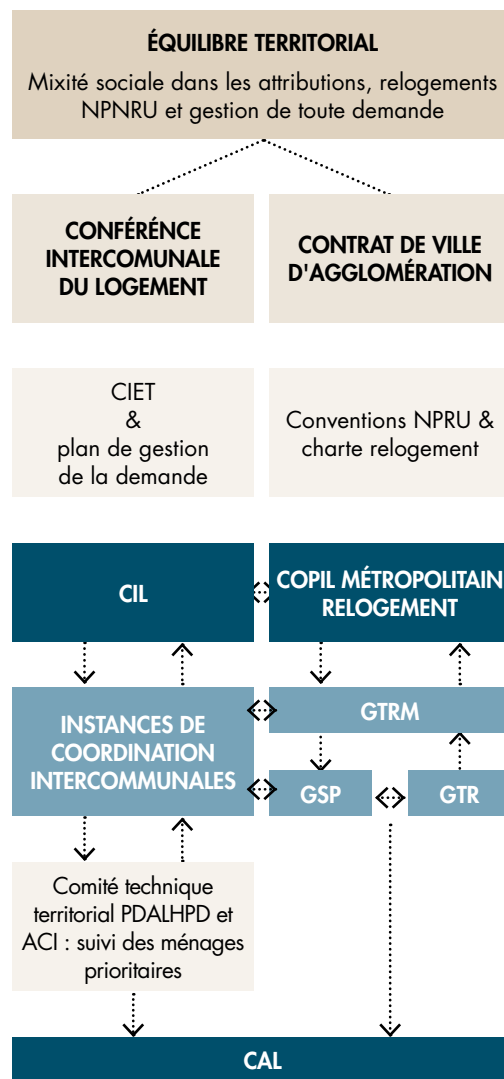 ÉQUILIBRE TERRITORIAL
Mixité sociale dans les attributions, relogements
NPNRU et gestion de toute demande
CONFÉRÉNCE
INTERCOMUNALE
DU LOGEMENT
CONTRAT DE VILLE
D'AGGLOMÉRATION
CIET
&
plan de gestion
de la demande
Conventions NPRU &
charte relogement
CIL
COPIL MÉTROPOLITAIN
RELOGEMENT
INSTANCES DE
COORDINATION
INTERCOMMUNALES
GTRM
GSP
GTR
Comité technique
territorial PDALHPD et
ACI : suivi des ménages
prioritaires
CAL